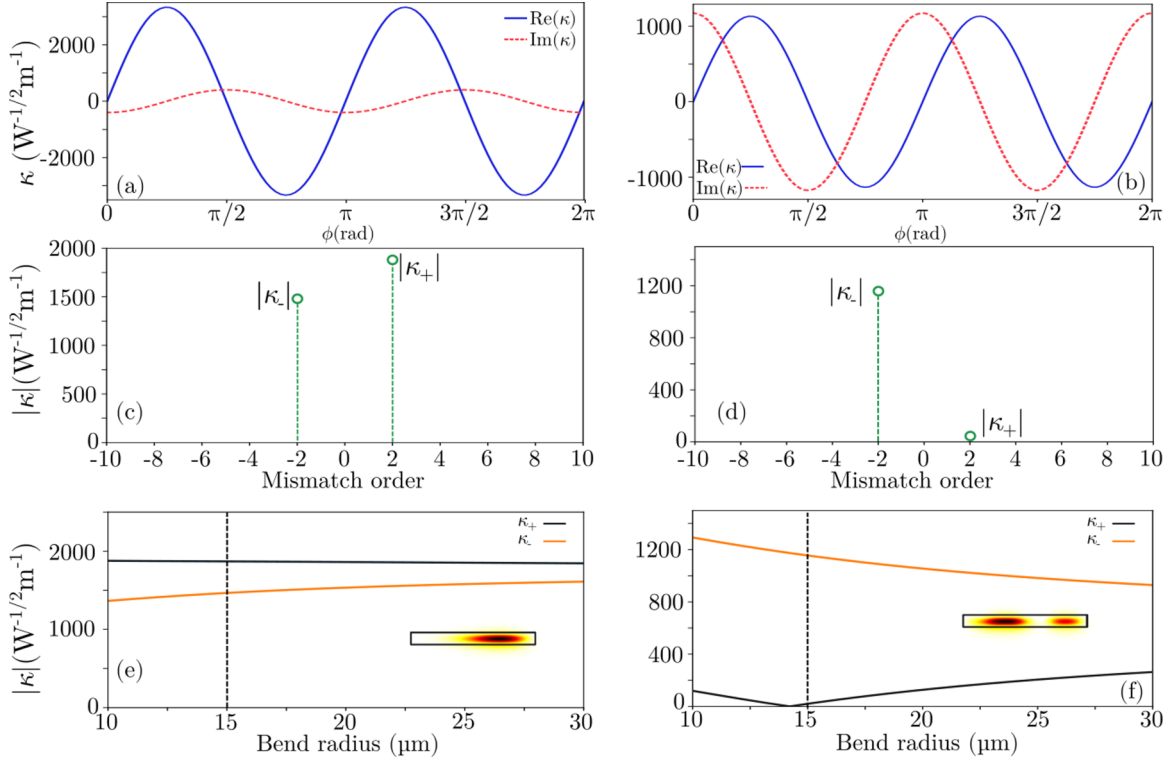 κ (W⁻¹/²m⁻¹)
2000
0
-2000
Re(κ)
Im(κ)
(a)
0 π/2 π 3π/2 2π
ϕ(rad)
1000
0
-1000
Re(κ)
Im(κ)
(b)
0 π/2 π 3π/2 2π
ϕ(rad)
|κ|(W⁻¹/²m⁻¹)
2000
1500
1000
500
0
|κ₋|
|κ₊|
(c)
-10 -8 -6 -4 -2 0 2 4 6 8 10
Mismatch order
1200
800
400
0
|κ₋|
|κ₊|
(d)
-10 -8 -6 -4 -2 0 2 4 6 8 10
Mismatch order
|κ|(W⁻¹/²m⁻¹)
2000
1000
0
κ₊
κ₋
(e)
10 15 20 25 30
Bend radius (µm)
1200
800
400
0
κ₊
κ₋
(f)
10 15 20 25 30
Bend radius (µm)